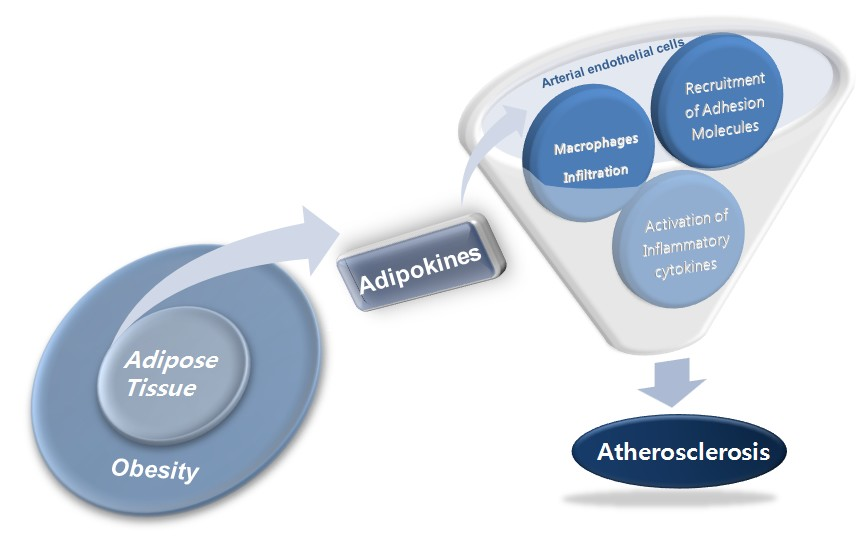 Arterial endothelial cells
Recruitment
of Adhesion
Molecules
Macrophages
Infiltration
Activation of
Inflammatory
cytokines
Adipokines
Adipose
Tissue
Obesity
Atherosclerosis